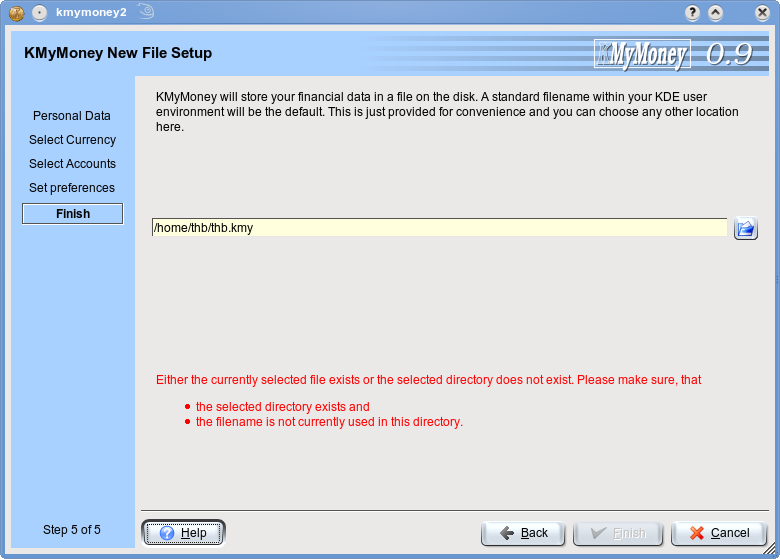 kmymoney2
KMyMoney New File Setup
KMyMoney 0.9
Personal Data
Select Currency
Select Accounts
Set preferences
Finish
KMyMoney will store your financial data in a file on the disk. A standard filename within your KDE user
environment will be the default. This is just provided for convenience and you can choose any other location
here.
/home/thb/thb.kmy
Either the currently selected file exists or the selected directory does not exist. Please make sure, that
the selected directory exists and
the filename is not currently used in this directory.
Step 5 of 5
Help
Back
Finish
Cancel